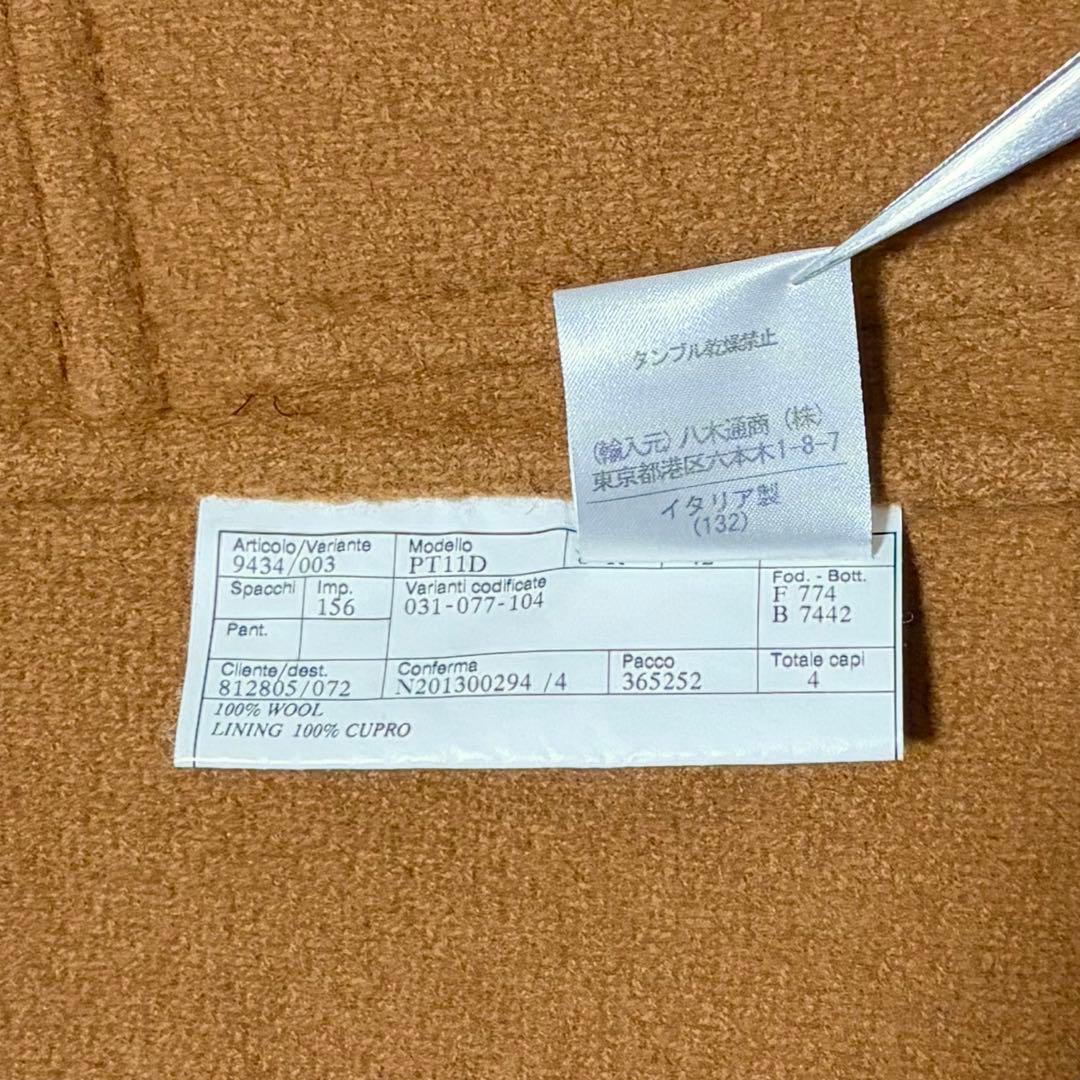 タンブル乾燥禁止
(輸入元) 八木通商 (株)
東京都港区六本木1-8-7
イタリア製
(132)
Articolo/Variante
9434/003
Modello
PT11D
Spacchi
Imp.
156
Varianti codificate
031-077-104
Fod. - Bott.
F 774
B 7442
Pant.
Cliente/dest.
812805/072
Conferma
N201300294 /4
Pacco
365252
Totale capi
4
100% WOOL
LINING 100% CUPRO